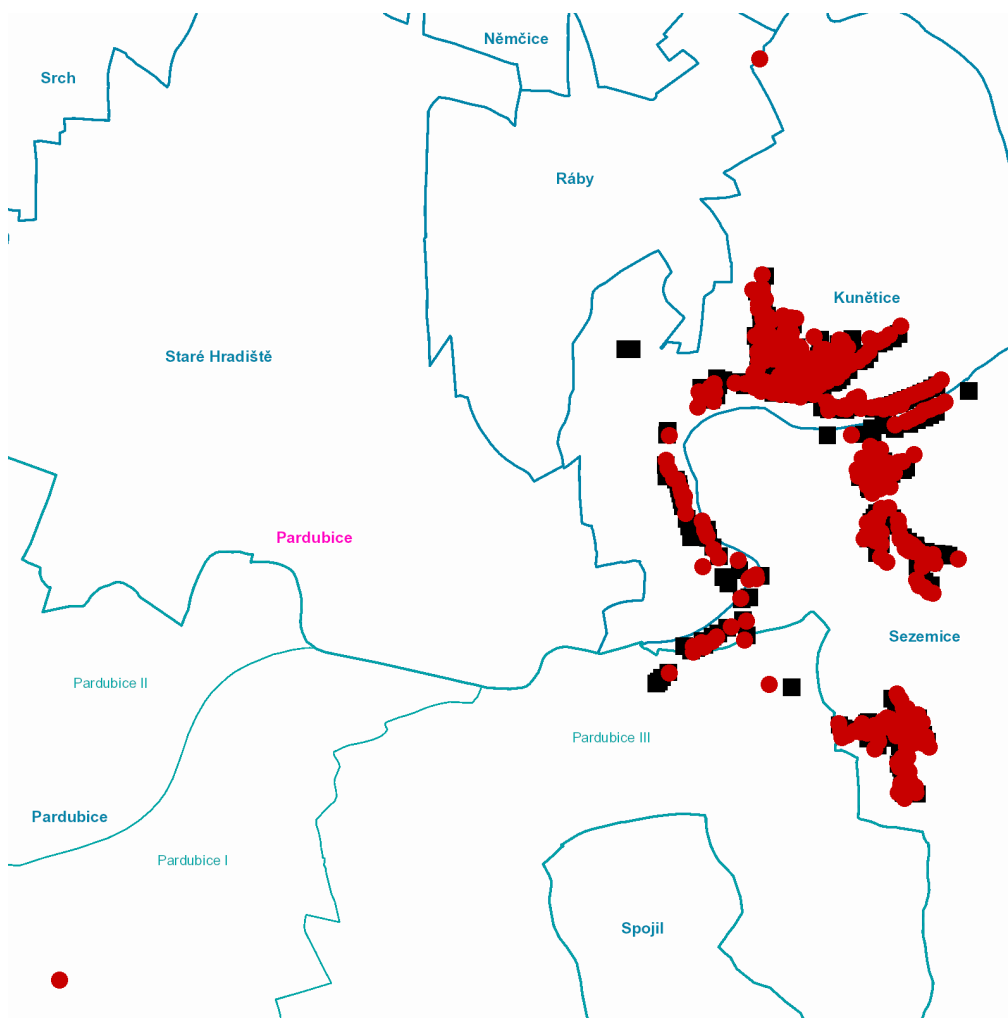 Němčice
Srch
Ráby
Kunětice
Staré Hradiště
Pardubice
Sezemice
Pardubice II
Pardubice III
Pardubice
Pardubice I
Spojil